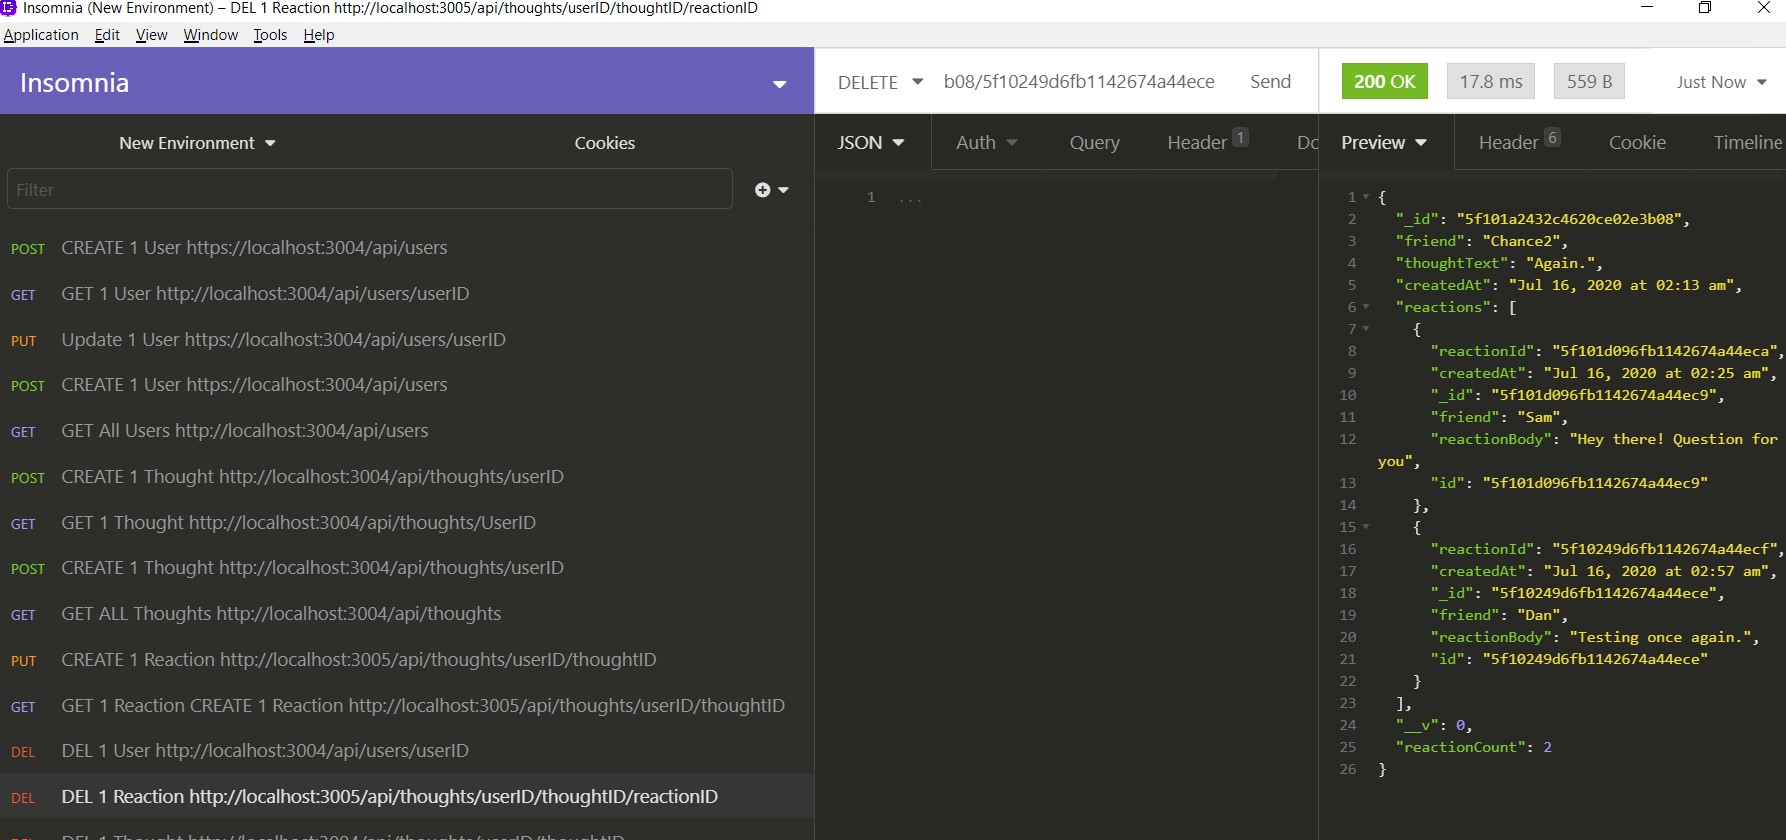 Insomnia (New Environment) – DEL 1 Reaction http://localhost:3005/api/thoughts/userID/thoughtID/reactionID
Application Edit View Window Tools Help
Insomnia
New Environment Cookies
Filter
POST CREATE 1 User https://localhost:3004/api/users
GET GET 1 User http://localhost:3004/api/users/userID
PUT Update 1 User https://localhost:3004/api/users/userID
POST CREATE 1 User https://localhost:3004/api/users
GET GET All Users http://localhost:3004/api/users
POST CREATE 1 Thought http://localhost:3004/api/thoughts/userID
GET GET 1 Thought http://localhost:3004/api/thoughts/UserID
POST CREATE 1 Thought http://localhost:3004/api/thoughts/userID
GET GET ALL Thoughts http://localhost:3004/api/thoughts
PUT CREATE 1 Reaction http://localhost:3005/api/thoughts/userID/thoughtID
GET GET 1 Reaction CREATE 1 Reaction http://localhost:3005/api/thoughts/userID/thoughtID
DEL DEL 1 User http://localhost:3004/api/users/userID
DEL DEL 1 Reaction http://localhost:3005/api/thoughts/userID/thoughtID/reactionID
DELETE b08/5f10249d6fb1142674a44ece Send
JSON Auth Query Header 1 Do
1 ...
200 OK 17.8 ms 559 B Just Now
Preview Header 6 Cookie Timeline
1 {
2 "_id": "5f101a2432c4620ce02e3b08",
3 "friend": "Chance2",
4 "thoughtText": "Again.",
5 "createdAt": "Jul 16, 2020 at 02:13 am",
6 "reactions": [
7 {
8 "reactionId": "5f101d096fb1142674a44eca",
9 "createdAt": "Jul 16, 2020 at 02:25 am",
10 "_id": "5f101d096fb1142674a44ec9",
11 "friend": "Sam",
12 "reactionBody": "Hey there! Question for
you",
13 "id": "5f101d096fb1142674a44ec9"
14 },
15 {
16 "reactionId": "5f10249d6fb1142674a44ecf",
17 "createdAt": "Jul 16, 2020 at 02:57 am",
18 "_id": "5f10249d6fb1142674a44ece",
19 "friend": "Dan",
20 "reactionBody": "Testing once again.",
21 "id": "5f10249d6fb1142674a44ece"
22 }
23 ],
24 "__v": 0,
25 "reactionCount": 2
26 }